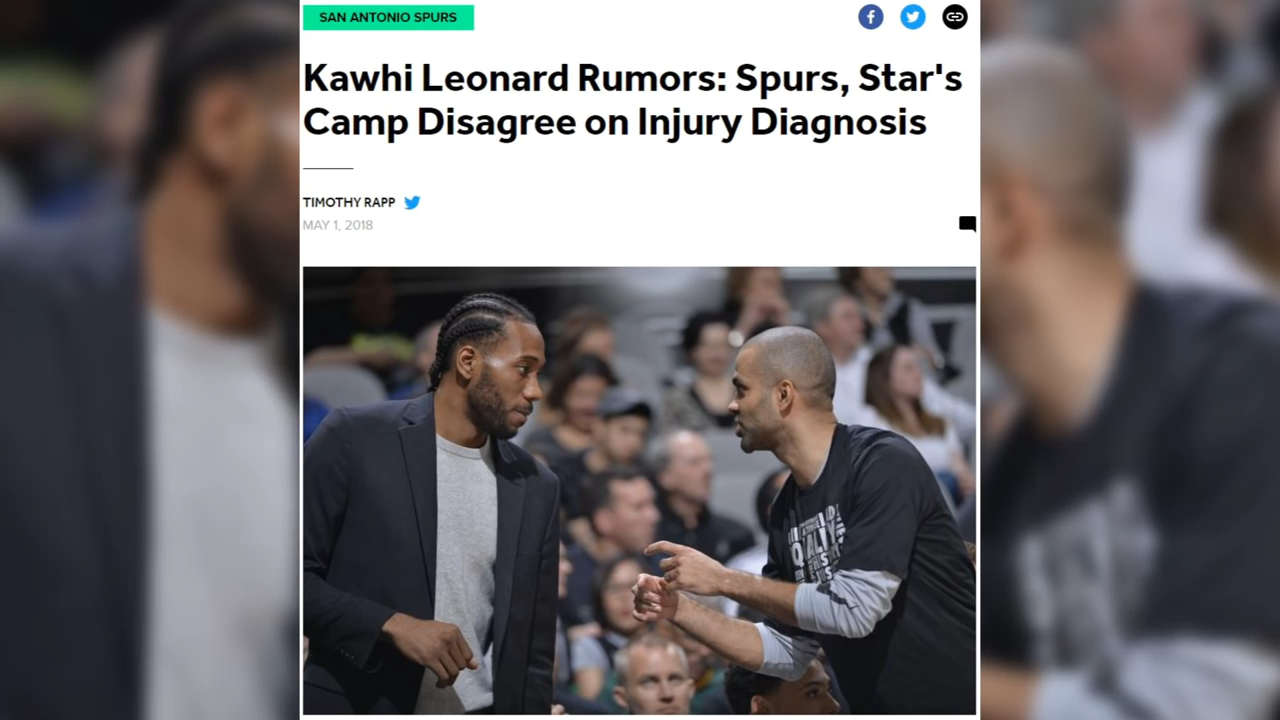 SAN ANTONIO SPURS
Kawhi Leonard Rumors: Spurs, Star's
Camp Disagree on Injury Diagnosis
TIMOTHY RAPP
MAY 1, 2018